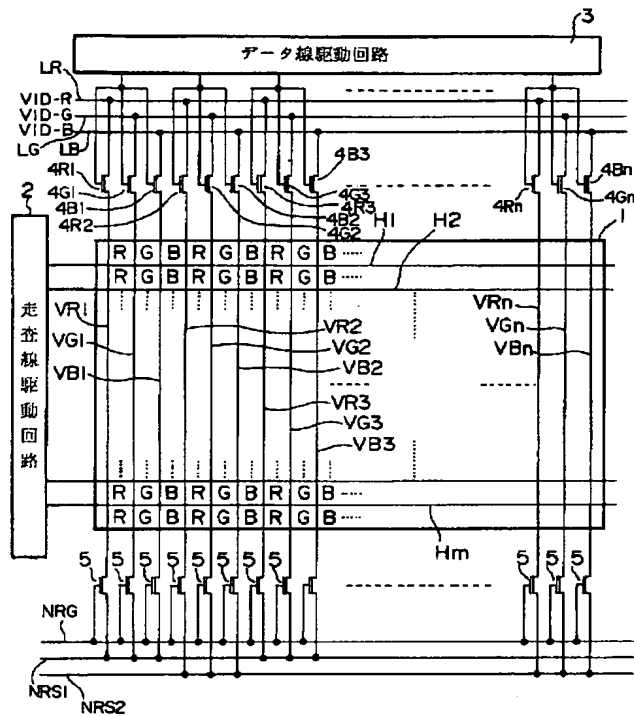 3
データ線駆動回路
LR
VID-R
VID-G
VID-B
LG LB
4R1
4G1
4B1
4R2
4B3
4G3
4R3
4B2
4G2
4Rn
4Bn
4Gn
2
走査線駆動回路
H1
H2
1
R G B R G B R G B
R G B R G B R G B
VR1
VG1
VB1
VR2
VG2
VB2
VR3
VG3
VB3
VRn
VGn
VBn
R G B R G B R G B
R G B R G B R G B
Hm
5 5 5 5 5 5 5 5 5 5 5
NRG
NRS1
NRS2